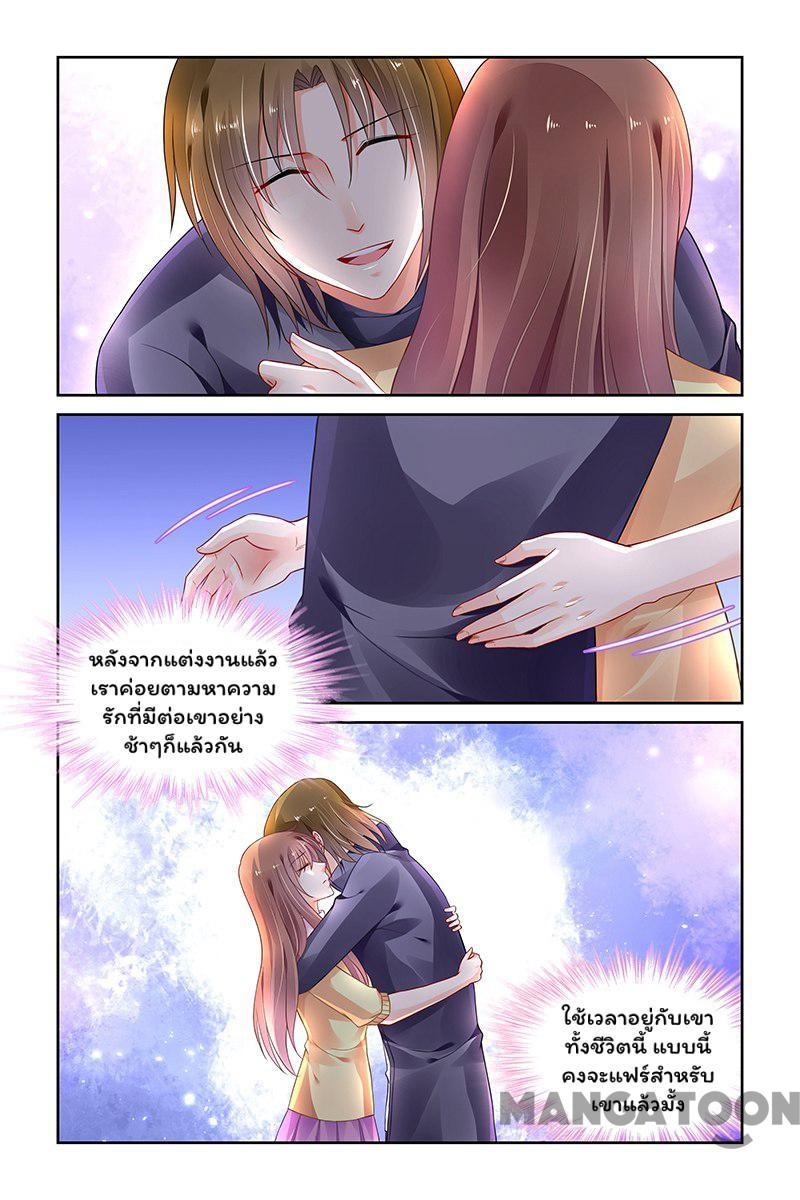 หลังจากแต่งงานแล้ว
เราค่อยตามหาความ
รักที่มีต่อเขาอย่าง
ช้าๆก็แล้วกัน
ใช้เวลาอยู่กับเขา
ทั้งชีวิตนี้ แบบนี้
คงจะแฟร์สำหรับ
เขาแล้วมั้ง
MANGATOON